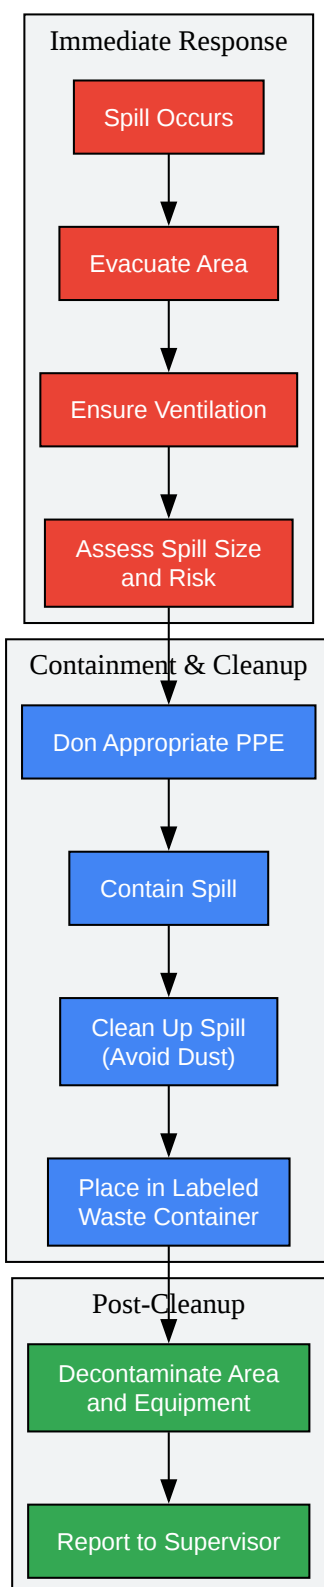 Immediate Response
Spill Occurs
Evacuate Area
Ensure Ventilation
Assess Spill Size
and Risk
Containment & Cleanup
Don Appropriate PPE
Contain Spill
Clean Up Spill
(Avoid Dust)
Place in Labeled
Waste Container
Post-Cleanup
Decontaminate Area
and Equipment
Report to Supervisor